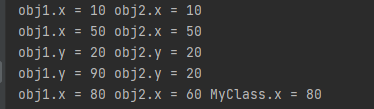 obj1.x = 10 obj2.x = 10
obj1.x = 50 obj2.x = 50
obj1.y = 20 obj2.y = 20
obj1.y = 90 obj2.y = 20
obj1.x = 80 obj2.x = 60 MyClass.x = 80